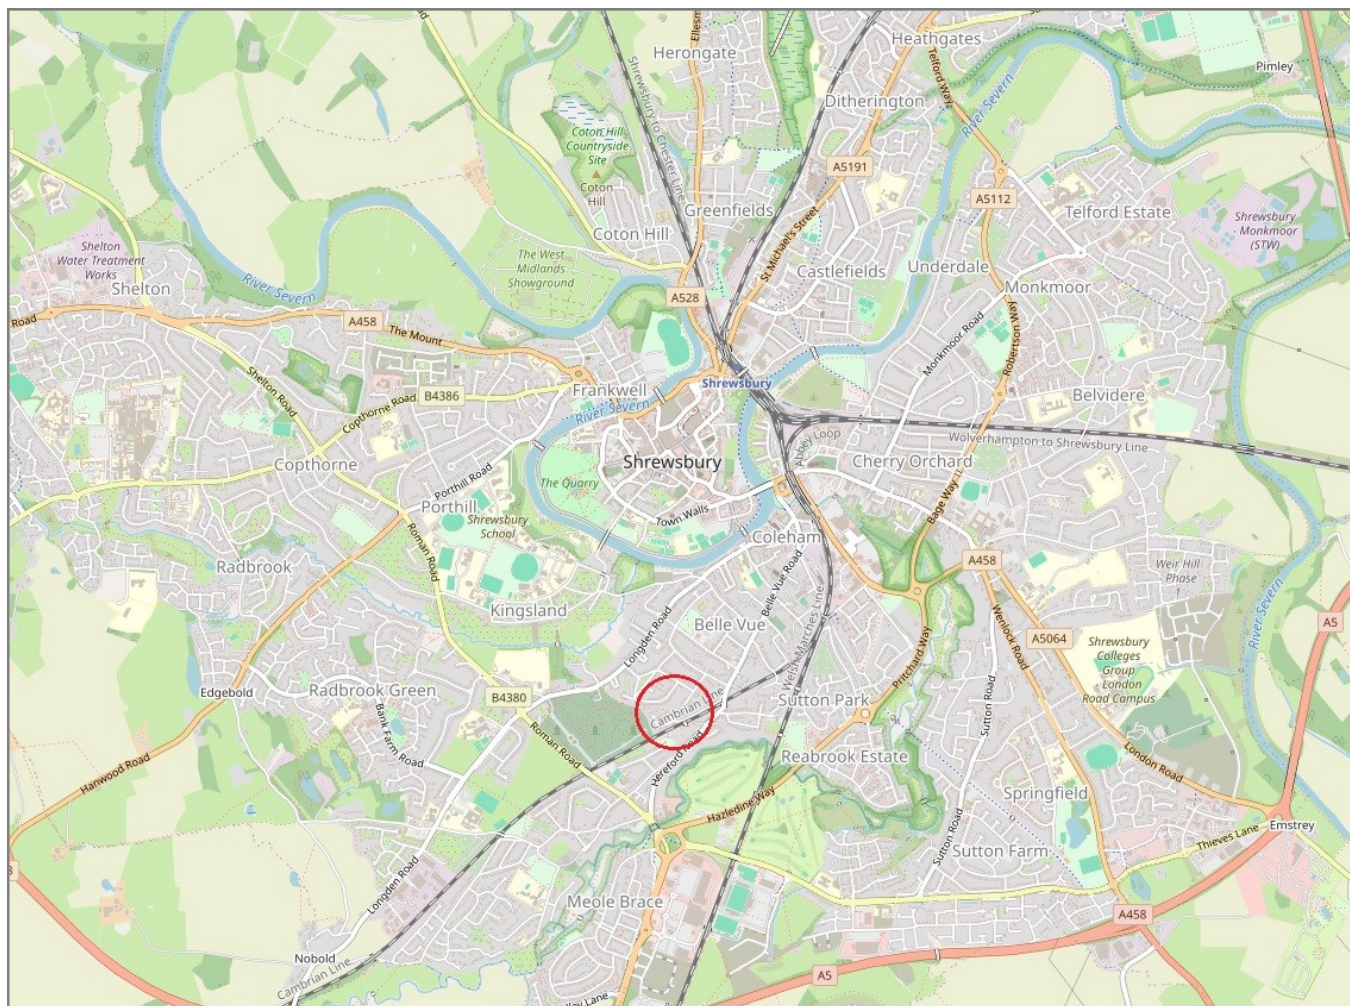 Herongate
Heathgates
Pimley
Ellesm
Telford Way
River Severn
Ditherington
Shrewsbury to Chester Line
Coton Hill
Countryside
Site
A5191
Coton
Hill
Greenfields
A5112
Telford Estate
Shrewsbury
Monkmoor
(STW)
Coton Hill
St Michael's Street
Shelton
Water Treatment
Works
The West
Midlands
Showground
Castlefields
Underdale
Monkmoor
Shelton
River Severn
A528
Road
A458
The Mount
Monkmoor Road
Robertson Way
Shelton Road
Frankwell
Shrewsbury
B4386
Copthorne Road
River Severn
Belvidere
Abbey Loop
Wolverhampton to Shrewsbury Line
Copthorne
Shrewsbury
Cherry Orchard
Porthill Road
The Quarry
Porthill
Town Walls
Bage Way
Shrewsbury
School
Roman Road
Coleham
A458
Radbrook
Weir Hill
Phase
1
Belle Vue Road
Kingsland
Belle Vue
Longden Road
Welsh Marches Line
Pritchard Way
Wenlock Road
A5064
A5
River Severn
Shrewsbury
Colleges
Group
London
Road Campus
Edgebold
Radbrook Green
B4380
Cambrian Line
Sutton Park
Sutton Road
Bank Farm Road
Roman Road
Hereford Road
Reabrook Estate
London Road
Hanwood Road
Hazledine Way
Springfield
Emstrey
Thieves Lane
Sutton Road
Sutton Farm
Longden Road
Meole Brace
A458
Nobold
Cambrian Line
A5
lley Lane